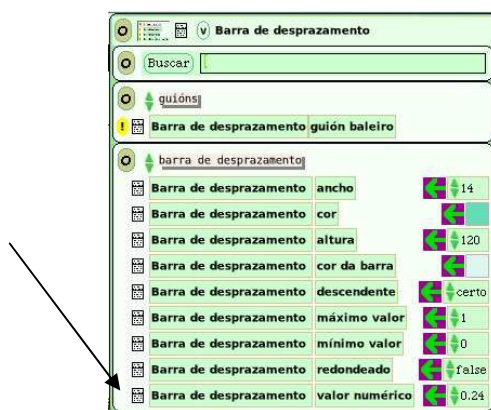 Barra de desprazamento
Buscar
guións
! Barra de desprazamento guión baleiro
barra de desprazamento
Barra de desprazamento ancho 14
Barra de desprazamento cor
Barra de desprazamento altura 120
Barra de desprazamento cor da barra
Barra de desprazamento descendente certo
Barra de desprazamento máximo valor 1
Barra de desprazamento mínimo valor 0
Barra de desprazamento redondeado false
Barra de desprazamento valor numérico 0.24